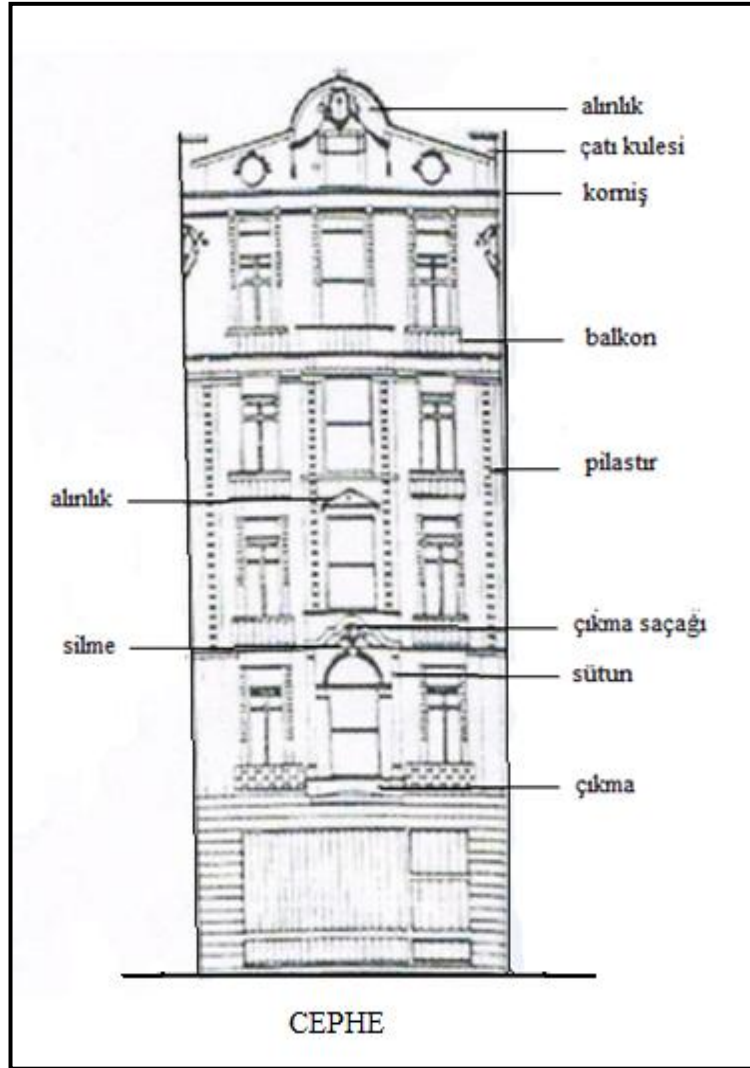 alınlık
çatı kulesi
korniş
balkon
pilastır
alınlık
çıkma saçağı
silme
sütun
çıkma
CEPHE